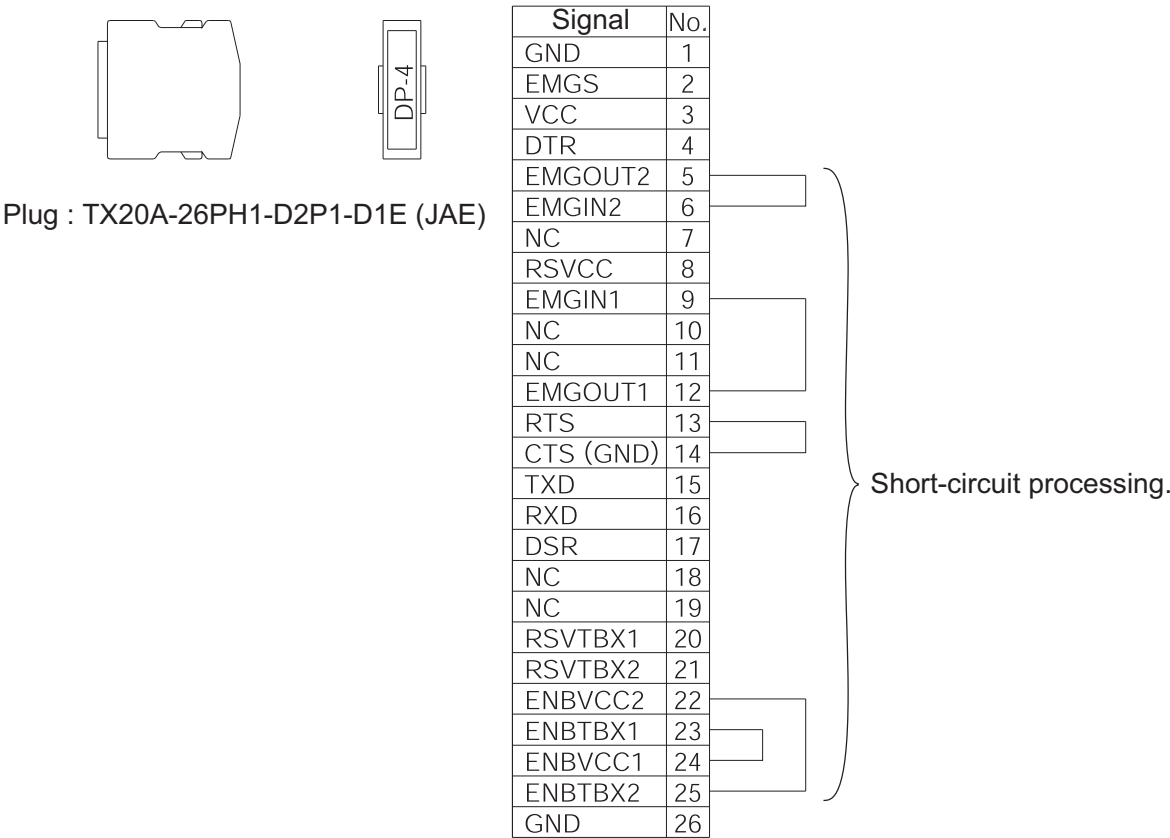 DP-4
Plug : TX20A-26PH1-D2P1-D1E (JAE)
Signal No.
GND 1
EMGS 2
VCC 3
DTR 4
EMGOUT2 5
EMGIN2 6
NC 7
RSVCC 8
EMGIN1 9
NC 10
NC 11
EMGOUT1 12
RTS 13
CTS (GND) 14
TXD 15
RXD 16
DSR 17
NC 18
NC 19
RSVTBX1 20
RSVTBX2 21
ENBVCC2 22
ENBTBX1 23
ENBVCC1 24
ENBTBX2 25
GND 26
Short-circuit processing.